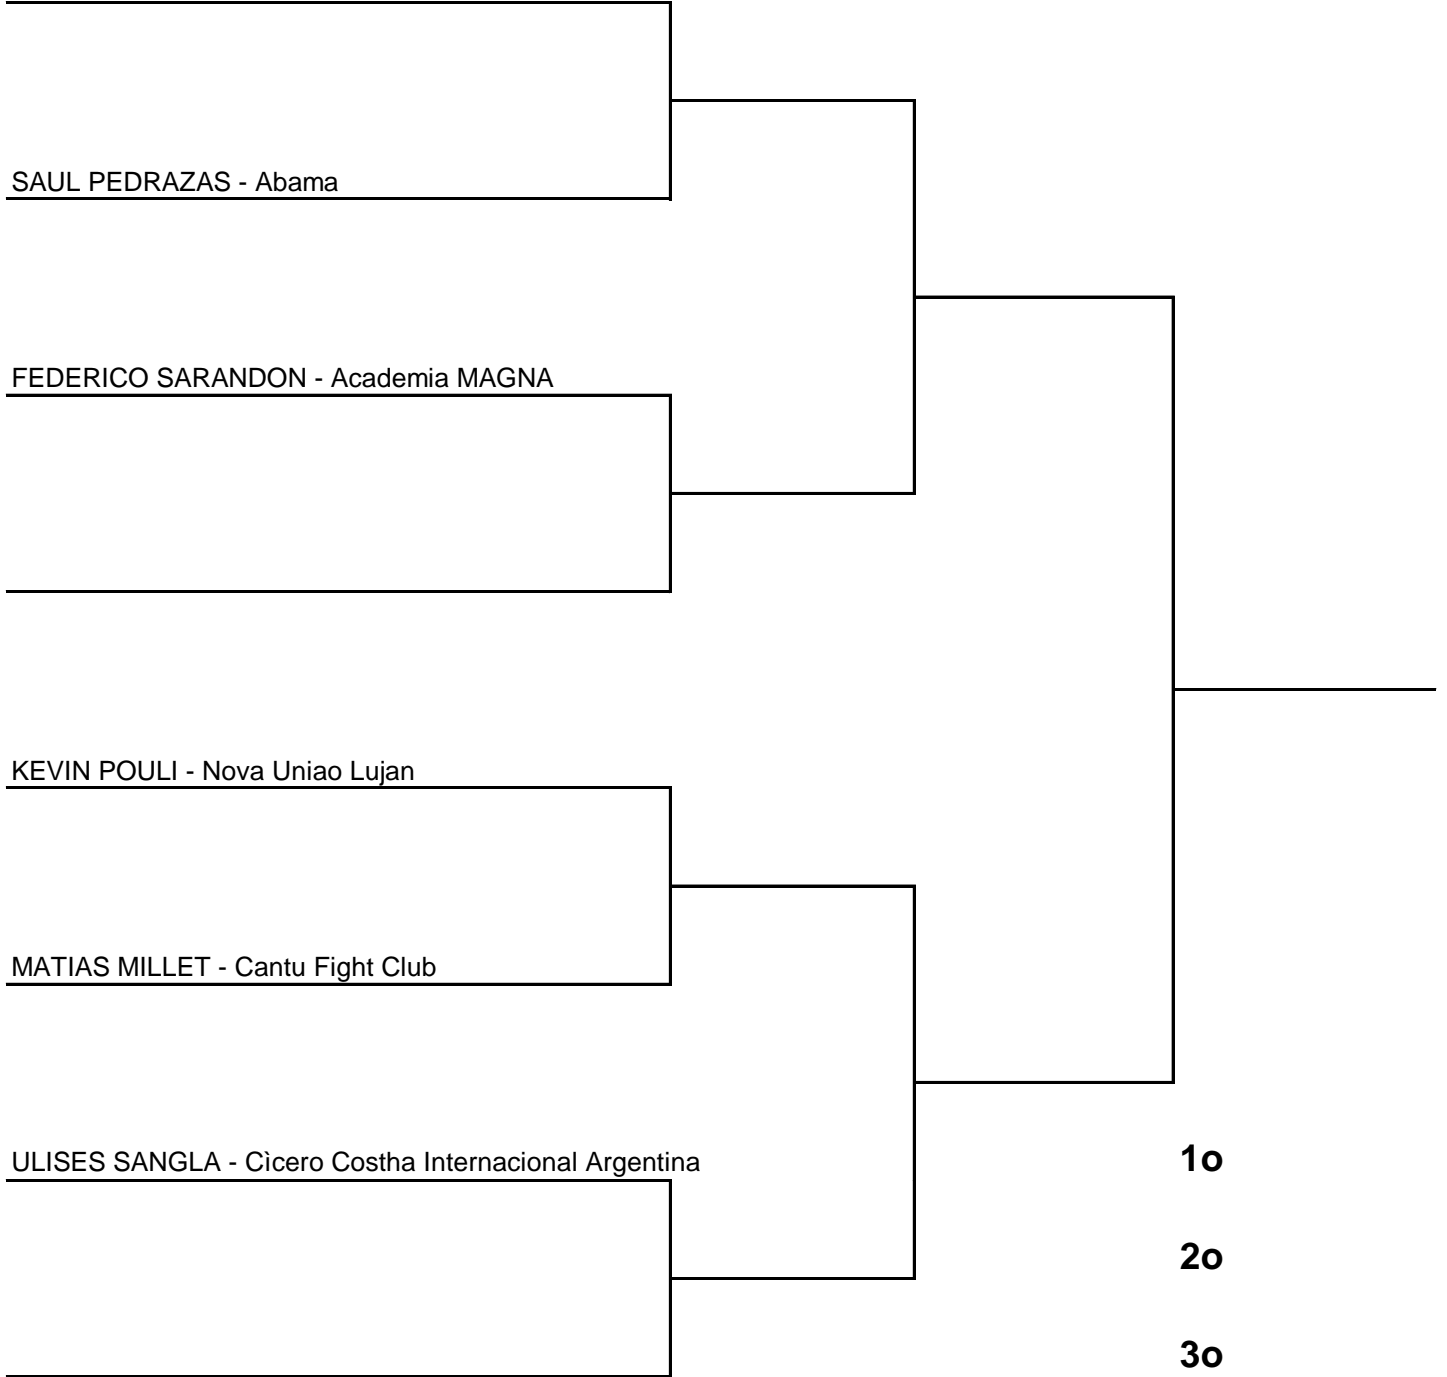 SAUL PEDRAZAS - Abama
FEDERICO SARANDON - Academia MAGNA
KEVIN POULI - Nova Uniao Lujan
MATIAS MILLET - Cantu Fight Club
ULISES SANGLA - Cìcero Costha Internacional Argentina
1o
2o
3o